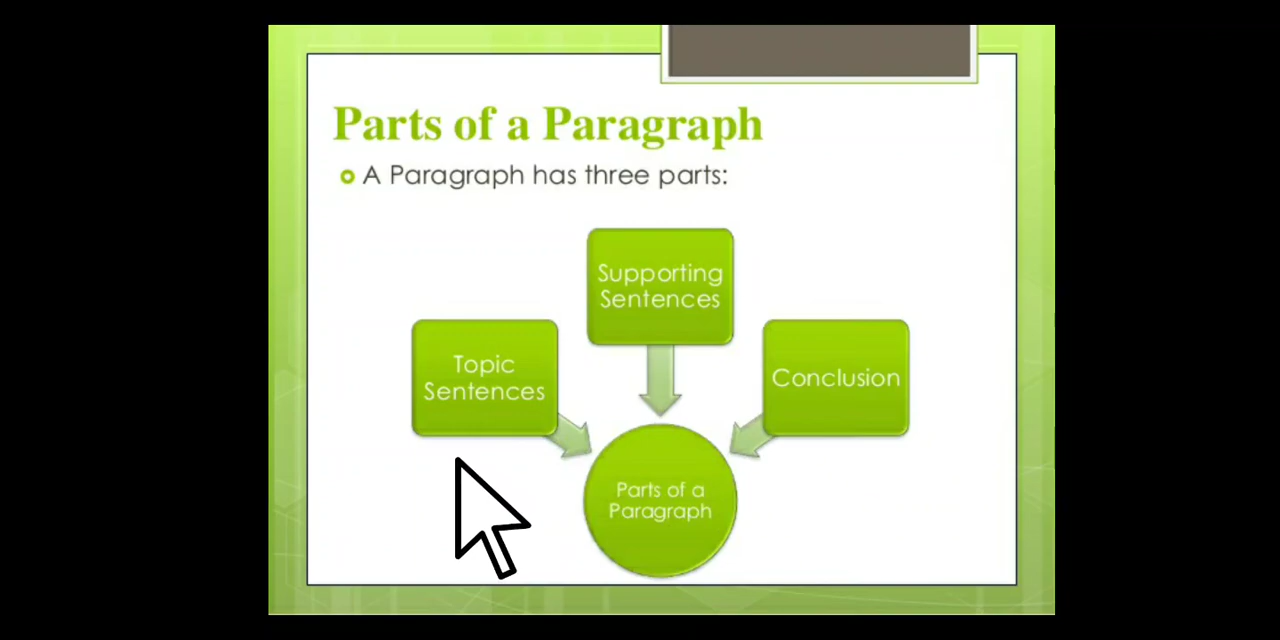 Parts of a Paragraph
A Paragraph has three parts:
Supporting
Sentences
Topic
Sentences
Conclusion
Parts of a
Paragraph